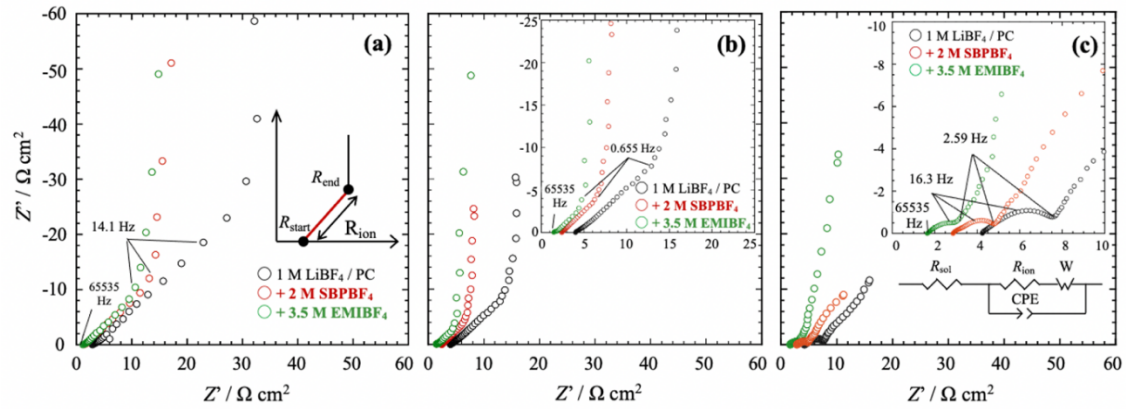 -60
-50
-40
-30
-20
-10
0
Z" / Ω cm²
(a)
14.1 Hz
65535
Hz
R_end
R_start
R_ion
1 M LiBF₄ / PC
+ 2 M SBPBF₄
+ 3.5 M EMIBF₄
0 10 20 30 40 50 60
Z' / Ω cm²
(b)
-25
-20
-15
-10
-5
0
0.655 Hz
65535
Hz
1 M LiBF₄ / PC
+ 2 M SBPBF₄
+ 3.5 M EMIBF₄
0 5 10 15 20 25
0 10 20 30 40 50 60
Z' / Ω cm²
(c)
-10
-8
-6
-4
-2
0
1 M LiBF₄ / PC
+ 2 M SBPBF₄
+ 3.5 M EMIBF₄
2.59 Hz
16.3 Hz
65535
Hz
0 2 4 6 8 10
R_sol R_ion W
CPE
0 10 20 30 40 50 60
Z' / Ω cm²